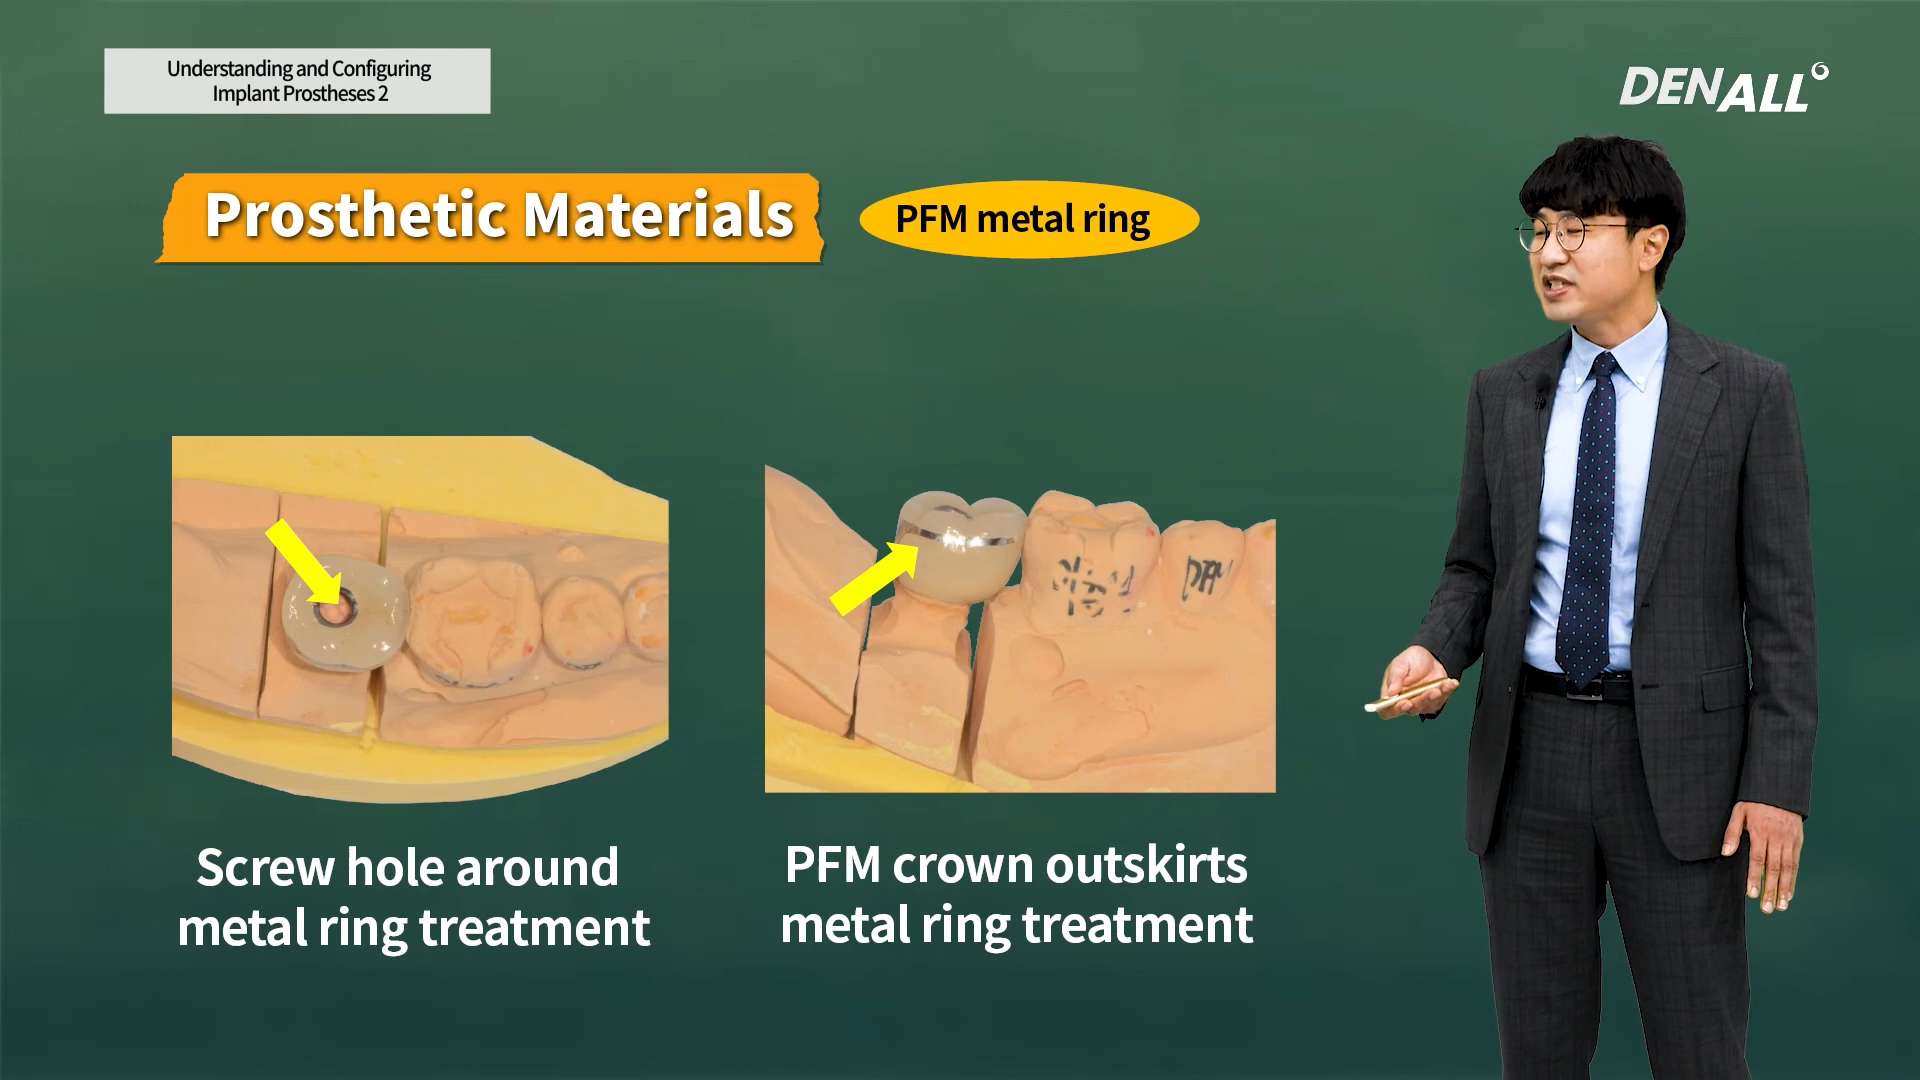 Understanding and Configuring
Implant Prostheses 2
DENALL
Prosthetic Materials
PFM metal ring
Screw hole around
metal ring treatment
PFM crown outskirts
metal ring treatment